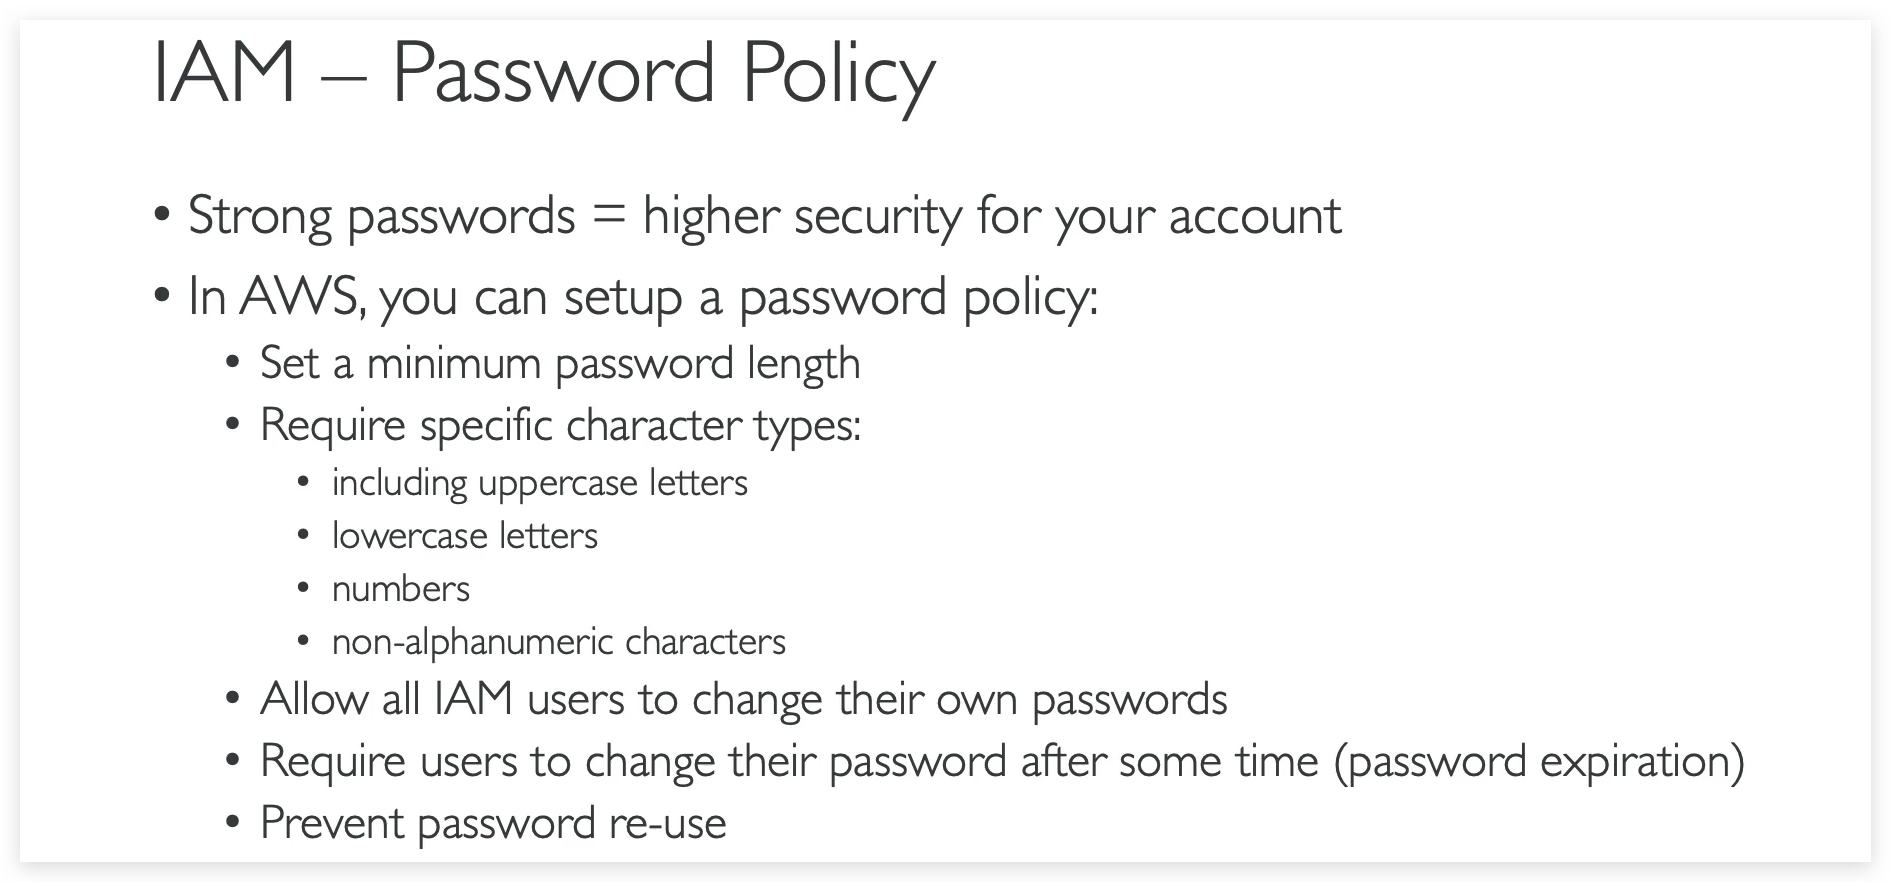 IAM – Password Policy
• Strong passwords = higher security for your account
• In AWS, you can setup a password policy:
• Set a minimum password length
• Require specific character types:
• including uppercase letters
• lowercase letters
• numbers
• non-alphanumeric characters
• Allow all IAM users to change their own passwords
• Require users to change their password after some time (password expiration)
• Prevent password re-use